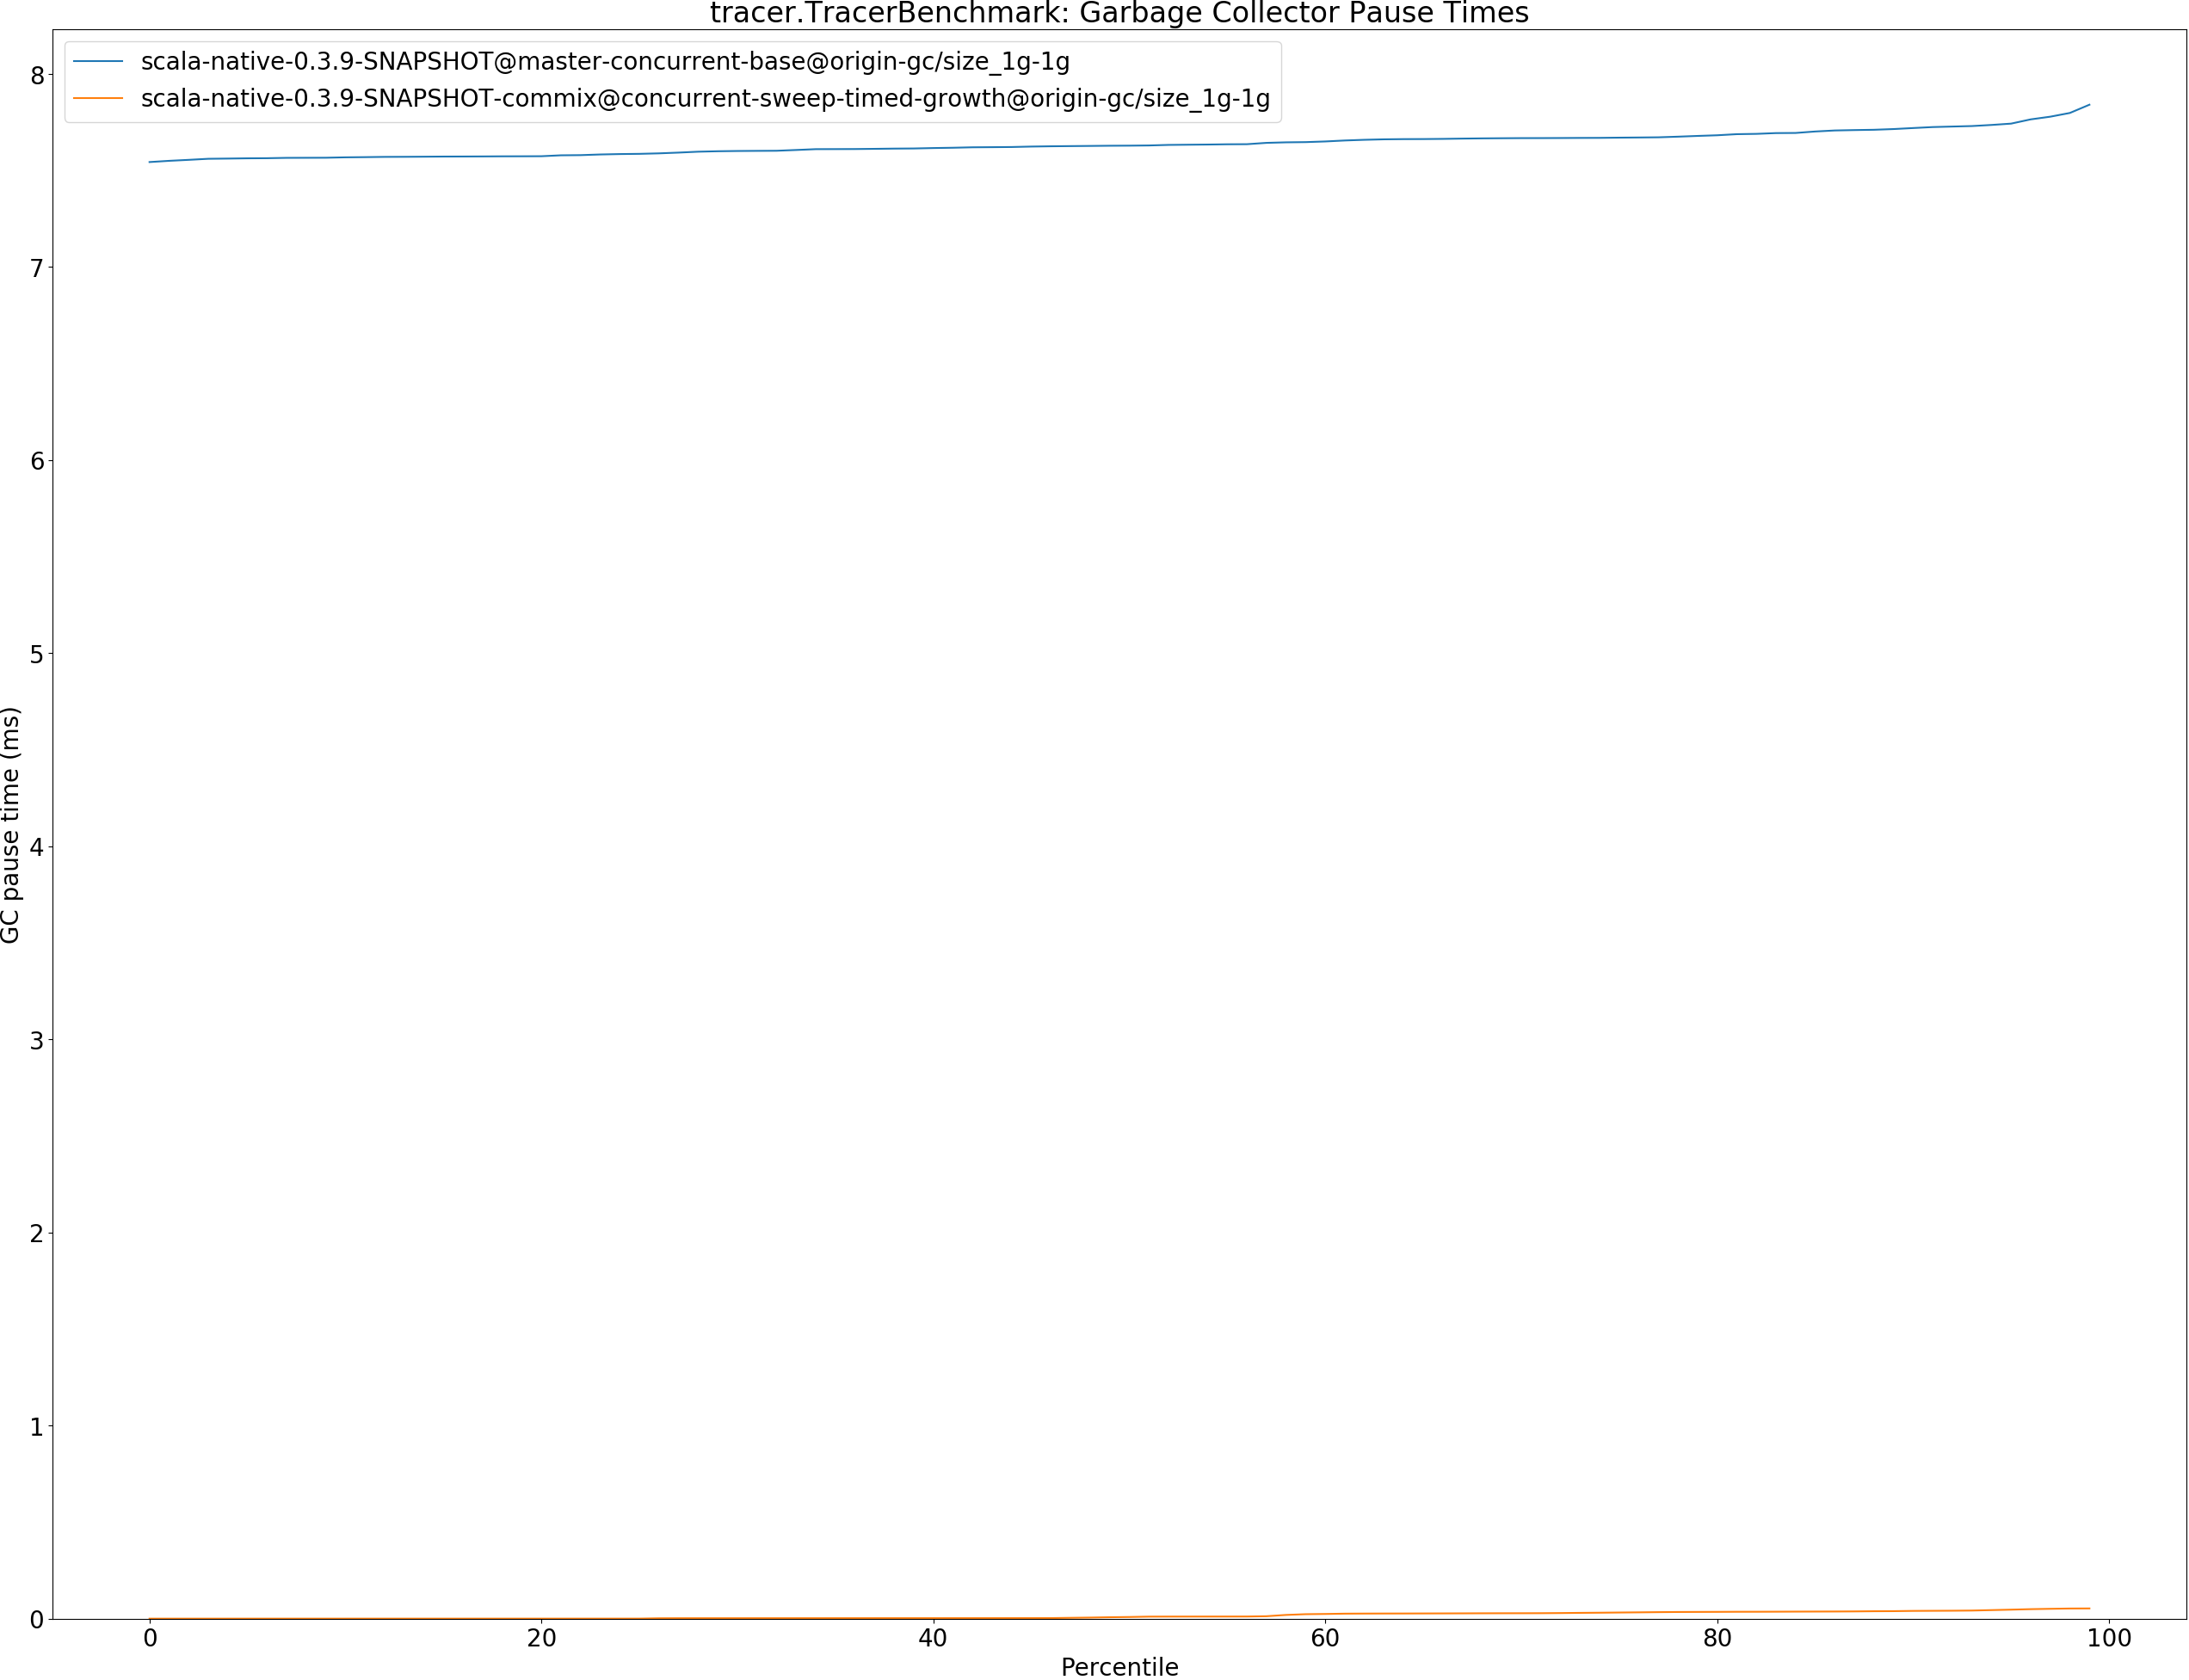 tracer.TracerBenchmark: Garbage Collector Pause Times
scala-native-0.3.9-SNAPSHOT@master-concurrent-base@origin-gc/size_1g-1g
scala-native-0.3.9-SNAPSHOT-commix@concurrent-sweep-timed-growth@origin-gc/size_1g-1g
8
7
6
5
4
3
2
1
0
GC pause time (ms)
0 20 40 60 80 100
Percentile